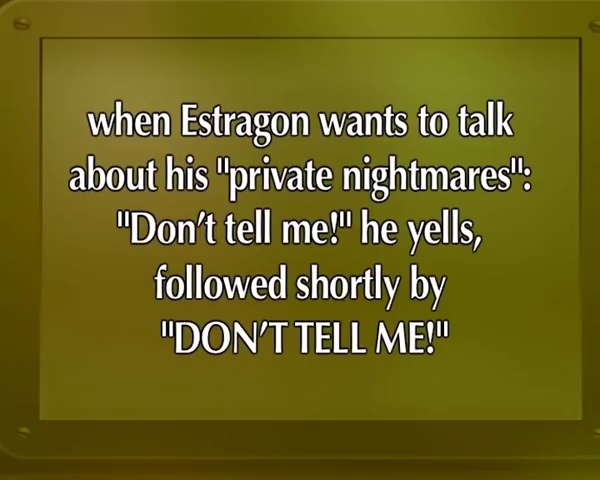 when Estragon wants to talk
about his "private nightmares":
"Don't tell me!" he yells,
followed shortly by
"DON'T TELL ME!"